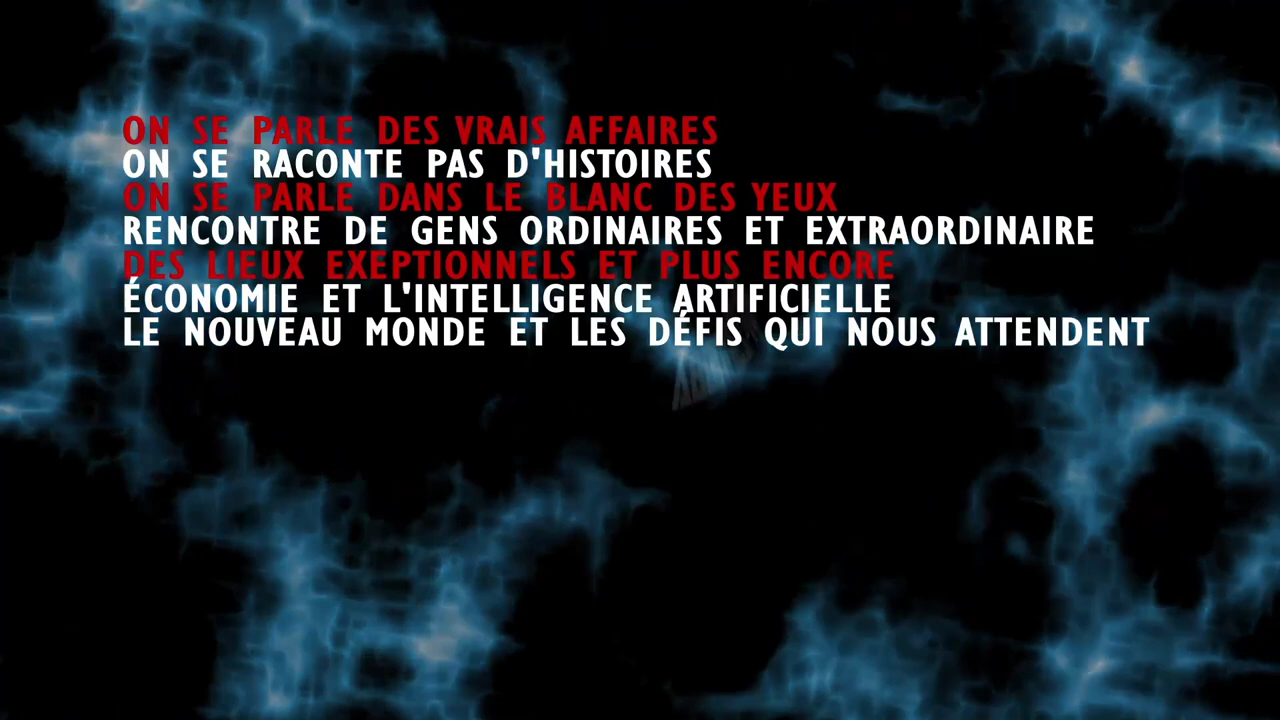 ON SE PARLE DES VRAIS AFFAIRES
ON SE RACONTE PAS D'HISTOIRES
ON SE PARLE DANS LE BLANC DES YEUX
RENCONTRE DE GENS ORDINAIRES ET EXTRAORDINAIRE
DES LIEUX EXEPTIONNELS ET PLUS ENCORE
ÉCONOMIE ET L'INTELLIGENCE ARTIFICIELLE
LE NOUVEAU MONDE ET LES DÉFIS QUI NOUS ATTENDENT